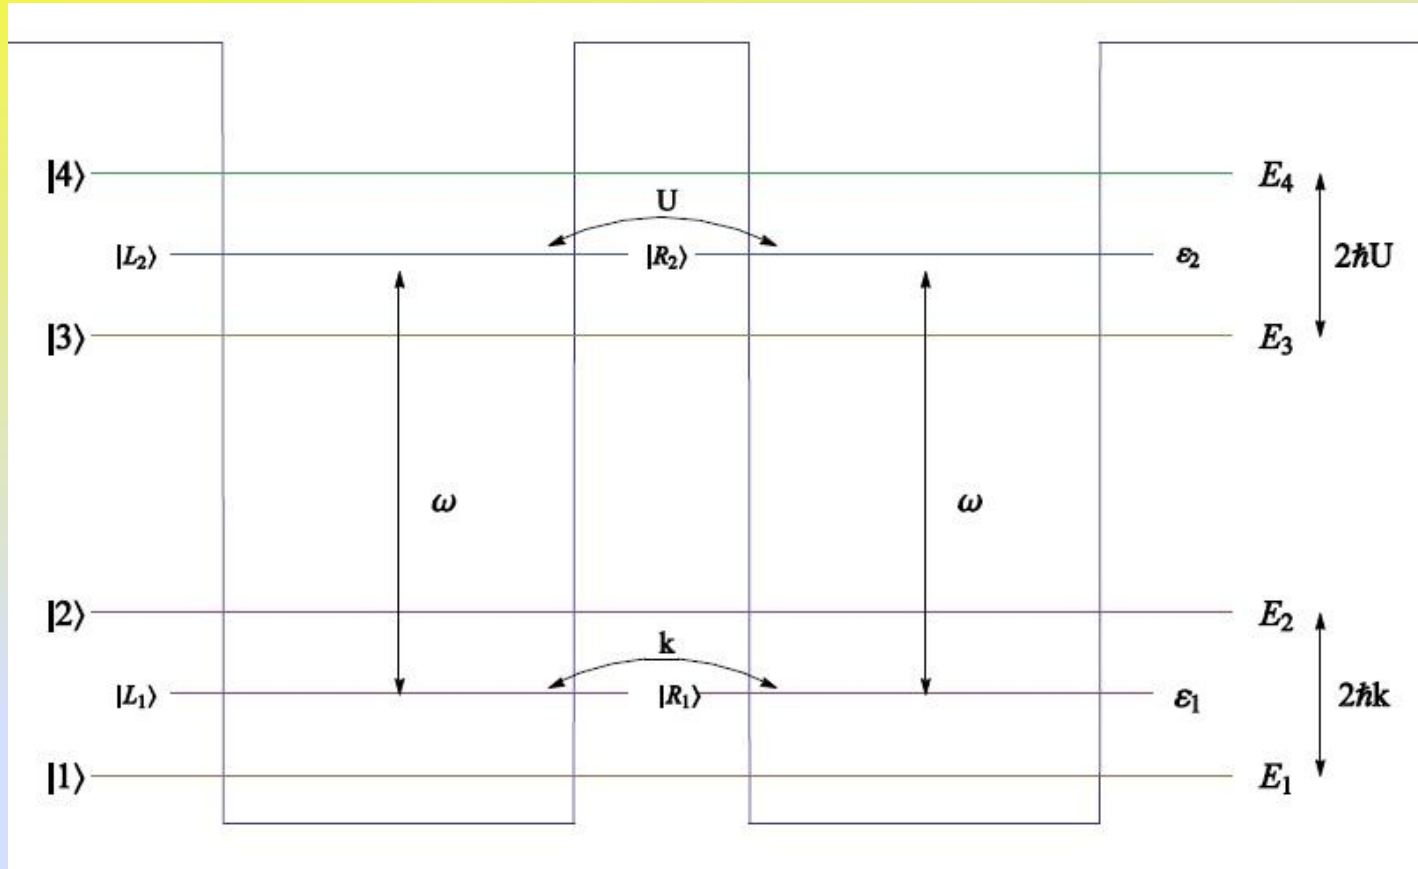 |4⟩ E₄
U
|L₂⟩ |R₂⟩ ε₂ 2ħU
|3⟩ E₃
ω ω
|2⟩ E₂
k
|L₁⟩ |R₁⟩ ε₁ 2ħk
|1⟩ E₁